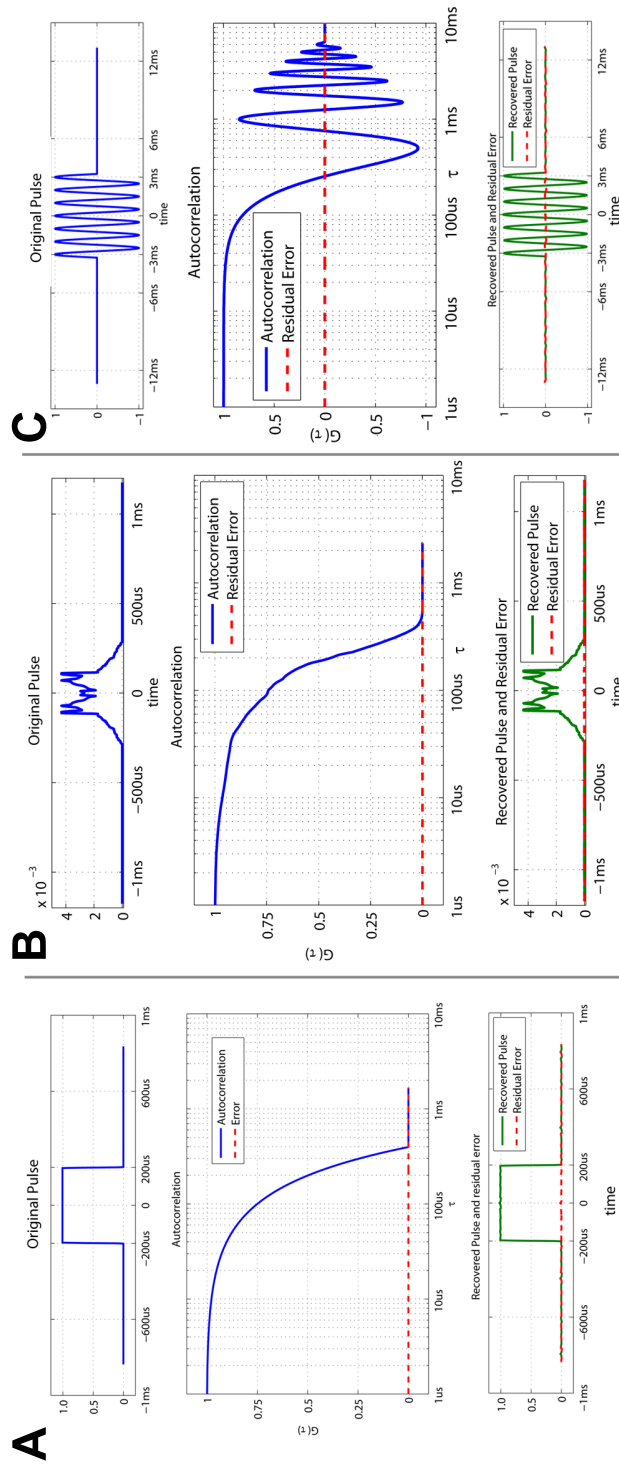 A
Original Pulse
1.0
0.5
0
−1ms
−600us
−200us
0
200us
600us
1ms
time
Autocorrelation
G(τ)
1
0.75
0.5
0.25
0
1us
10us
100us
1ms
10ms
τ
Autocorrelation
Error
Recovered Pulse and residual error
1.0
0.5
0
−1ms
−600us
−200us
0
200us
600us
1ms
time
Recovered Pulse
Residual Error
B
Original Pulse
x 10 −3
4
2
0
−1ms
−500us
0
500us
1ms
time
Autocorrelation
G(τ)
1
0.75
0.5
0.25
0
1us
10us
100us
1ms
10ms
τ
Autocorrelation
Residual Error
Recovered Pulse and Residual Error
x 10 −3
4
2
0
−1ms
−500us
0
500us
1ms
time
Recovered Pulse
Residual Error
C
Original Pulse
1
0
−1
−12ms
−6ms
−3ms
0
3ms
6ms
12ms
time
Autocorrelation
G(τ)
1
0.5
0
0.5
−1
1us
10us
100us
1ms
10ms
τ
Autocorrelation
Residual Error
Recovered Pulse and Residual Error
1
0
−1
−12ms
−6ms
−3ms
0
3ms
6ms
12ms
time
Recovered Pulse
Residual Error